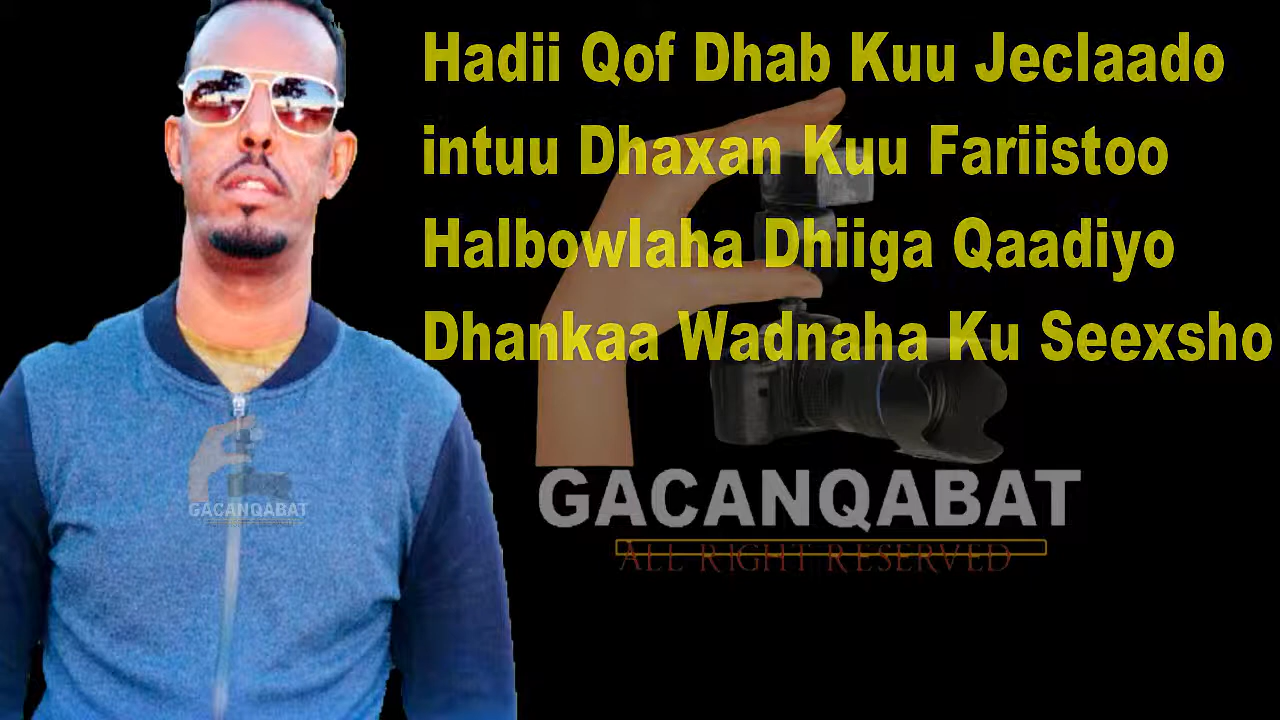 Hadii Qof Dhab Kuu Jeclaado
intuu Dhaxan Kuu Fariistoo
Halbowlaha Dhiiga Qaadiyo
Dhankaa Wadnaha Ku Seexsho
GACANQABAT
ALL RIGHT RESERVED
GACANQABAT